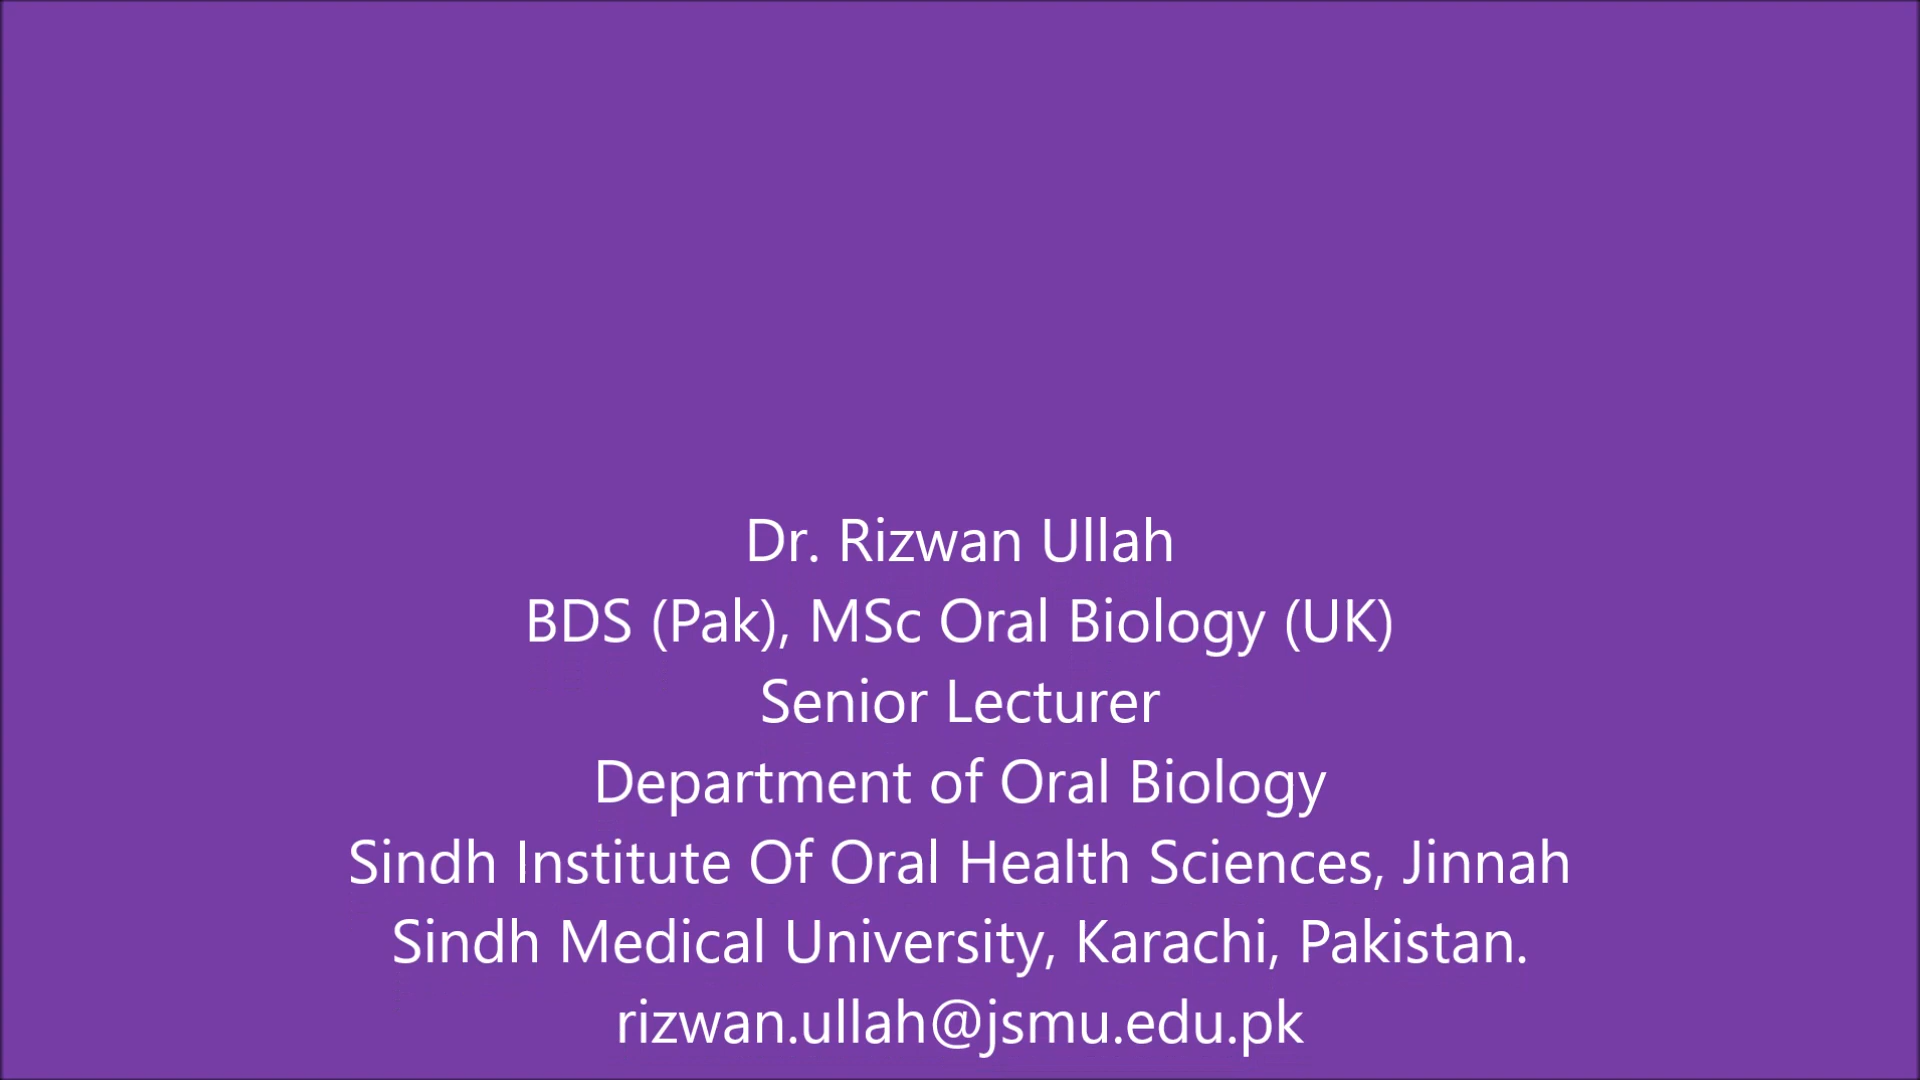 Dr. Rizwan Ullah
BDS (Pak), MSc Oral Biology (UK)
Senior Lecturer
Department of Oral Biology
Sindh Institute Of Oral Health Sciences, Jinnah
Sindh Medical University, Karachi, Pakistan.
rizwan.ullah@jsmu.edu.pk